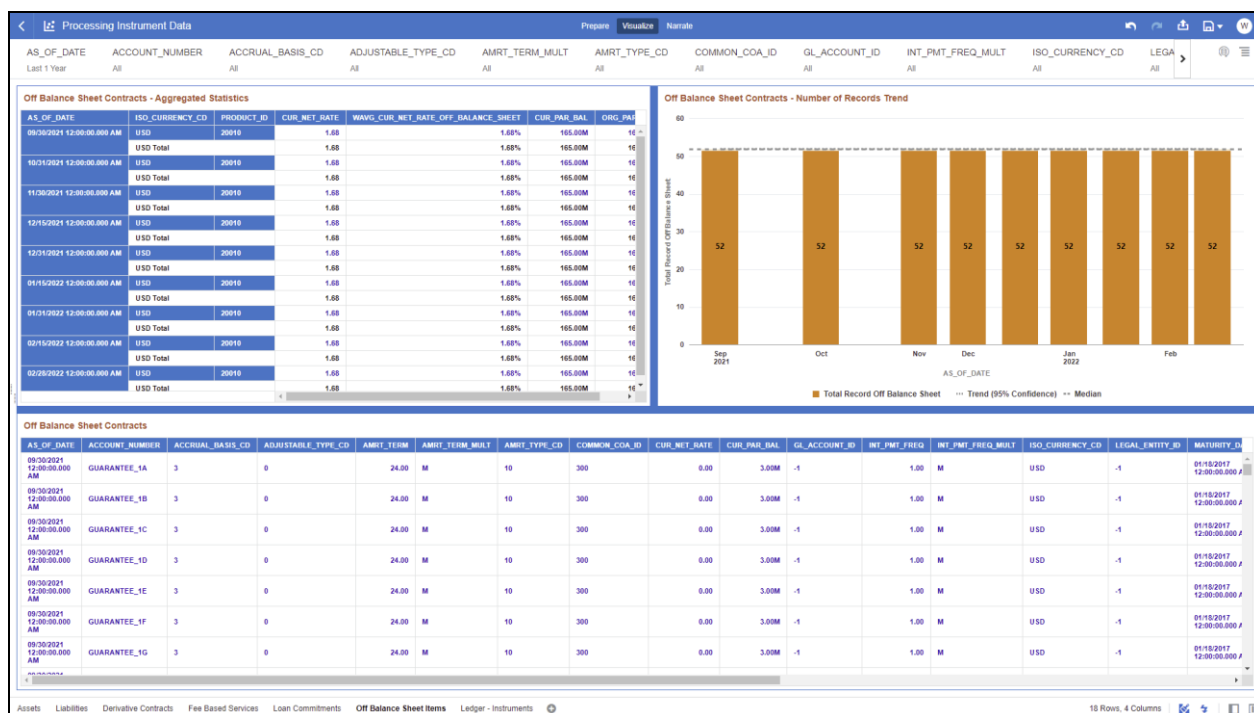 Processing Instrument Data
Prepare Visualize Narrate
W
AS_OF_DATE ACCOUNT_NUMBER ACCRUAL_BASIS_CD ADJUSTABLE_TYPE_CD AMRT_TERM_MULT AMRT_TYPE_CD COMMON_COA_ID GL_ACCOUNT_ID INT_PMT_FREQ_MULT ISO_CURRENCY_CD LEGA
Last 1 Year All All All All All All All All All All
Off Balance Sheet Contracts - Aggregated Statistics
AS_OF_DATE ISO_CURRENCY_CD PRODUCT_ID CUR_NET_RATE WAVG_CUR_NET_RATE_OFF_BALANCE_SHEET CUR_PAR_BAL ORG_PAR
09/30/2021 12:00:00.000 AM USD 20010 1.68 1.68% 165.00M 16
USD Total 1.68 1.68% 165.00M 16
10/31/2021 12:00:00.000 AM USD 20010 1.68 1.68% 165.00M 16
USD Total 1.68 1.68% 165.00M 16
11/30/2021 12:00:00.000 AM USD 20010 1.68 1.68% 165.00M 16
USD Total 1.68 1.68% 165.00M 16
12/15/2021 12:00:00.000 AM USD 20010 1.68 1.68% 165.00M 16
USD Total 1.68 1.68% 165.00M 16
12/31/2021 12:00:00.000 AM USD 20010 1.68 1.68% 165.00M 16
USD Total 1.68 1.68% 165.00M 16
01/15/2022 12:00:00.000 AM USD 20010 1.68 1.68% 165.00M 16
USD Total 1.68 1.68% 165.00M 16
01/31/2022 12:00:00.000 AM USD 20010 1.68 1.68% 165.00M 16
USD Total 1.68 1.68% 165.00M 16
02/15/2022 12:00:00.000 AM USD 20010 1.68 1.68% 165.00M 16
USD Total 1.68 1.68% 165.00M 16
02/28/2022 12:00:00.000 AM USD 20010 1.68 1.68% 165.00M 16
USD Total 1.68 1.68% 165.00M 16
Off Balance Sheet Contracts - Number of Records Trend
Total Record Off Balance Sheet
60
50
40
30
20
10
0
52 52 52 52 52 52 52 52 52
Sep Oct Nov Dec Jan Feb
2021 2022
AS_OF_DATE
Total Record Off Balance Sheet Trend (95% Confidence) Median
Off Balance Sheet Contracts
AS_OF_DATE ACCOUNT_NUMBER ACCRUAL_BASIS_CD ADJUSTABLE_TYPE_CD AMRT_TERM AMRT_TERM_MULT AMRT_TYPE_CD COMMON_COA_ID CUR_NET_RATE CUR_PAR_BAL GL_ACCOUNT_ID INT_PMT_FREQ INT_PMT_FREQ_MULT ISO_CURRENCY_CD LEGAL_ENTITY_ID MATURITY_DA
09/30/2021 01/18/2017
12:00:00.000 GUARANTEE_1A 3 0 24.00 M 10 300 0.00 3.00M -1 1.00 M USD -1 12:00:00.000 A
AM
09/30/2021 01/18/2017
12:00:00.000 GUARANTEE_1B 3 0 24.00 M 10 300 0.00 3.00M -1 1.00 M USD -1 12:00:00.000 A
AM
09/30/2021 01/18/2017
12:00:00.000 GUARANTEE_1C 3 0 24.00 M 10 300 0.00 3.00M -1 1.00 M USD -1 12:00:00.000 A
AM
09/30/2021 01/18/2017
12:00:00.000 GUARANTEE_1D 3 0 24.00 M 10 300 0.00 3.00M -1 1.00 M USD -1 12:00:00.000 A
AM
09/30/2021 01/18/2017
12:00:00.000 GUARANTEE_1E 3 0 24.00 M 10 300 0.00 3.00M -1 1.00 M USD -1 12:00:00.000 A
AM
09/30/2021 01/18/2017
12:00:00.000 GUARANTEE_1F 3 0 24.00 M 10 300 0.00 3.00M -1 1.00 M USD -1 12:00:00.000 A
AM
09/30/2021 01/18/2017
12:00:00.000 GUARANTEE_1G 3 0 24.00 M 10 300 0.00 3.00M -1 1.00 M USD -1 12:00:00.000 A
AM
Assets Liabilities Derivative Contracts Fee Based Services Loan Commitments Off Balance Sheet Items Ledger - Instruments 18 Rows, 4 Columns